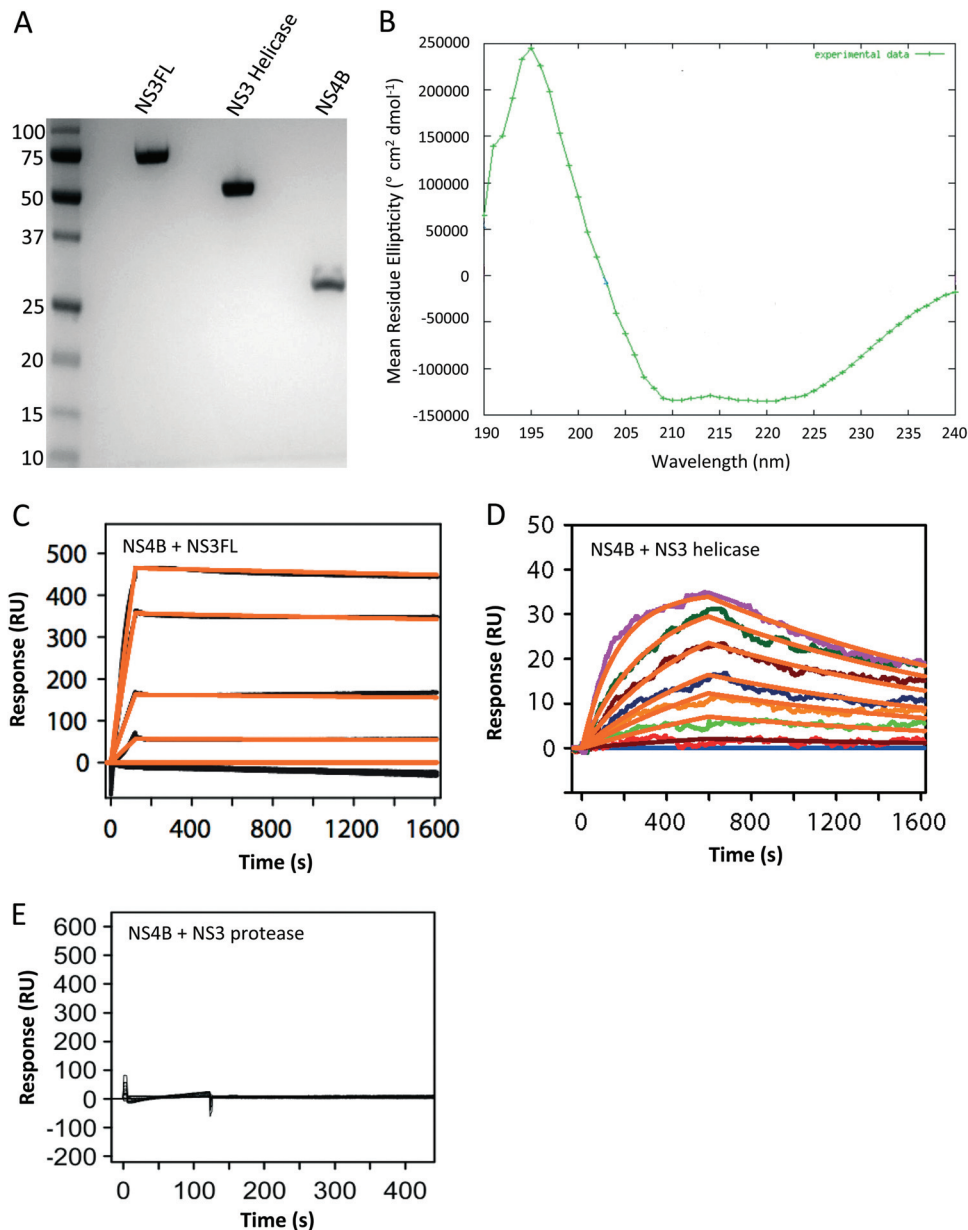 A
NS3FL
NS3 Helicase
NS4B
100
75
50
37
25
20
15
10
B
Mean Residue Ellipticity (° cm2 dmol-1)
250000
200000
150000
100000
50000
0
-50000
-100000
-150000
experimental data
190 195 200 205 210 215 220 225 230 235 240
Wavelength (nm)
C
NS4B + NS3FL
Response (RU)
500
400
300
200
100
0
0 400 800 1200 1600
Time (s)
D
NS4B + NS3 helicase
Response (RU)
50
40
30
20
10
0
0 400 800 1200 1600
Time (s)
E
NS4B + NS3 protease
Response (RU)
600
500
400
300
200
100
0
-100
-200
0 100 200 300 400
Time (s)